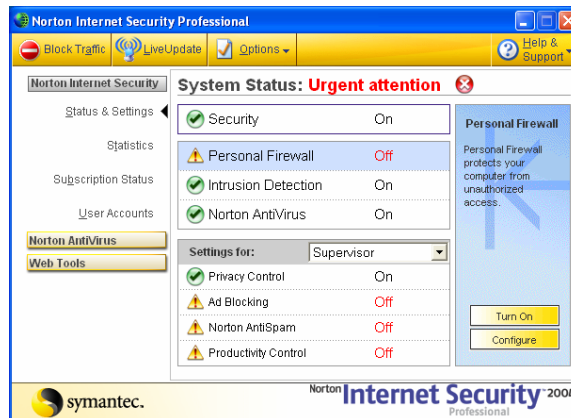 Norton Internet Security Professional
Block Traffic
LiveUpdate
Options
Help & Support
Norton Internet Security
Status & Settings
Statistics
Subscription Status
User Accounts
Norton AntiVirus
Web Tools
System Status: Urgent attention
Security On
Personal Firewall Off
Intrusion Detection On
Norton AntiVirus On
Settings for: Supervisor
Privacy Control On
Ad Blocking Off
Norton AntiSpam Off
Productivity Control Off
Personal Firewall
Personal Firewall
protects your
computer from
unauthorized
access.
Turn On
Configure
symantec.
Norton Internet Security
Professional